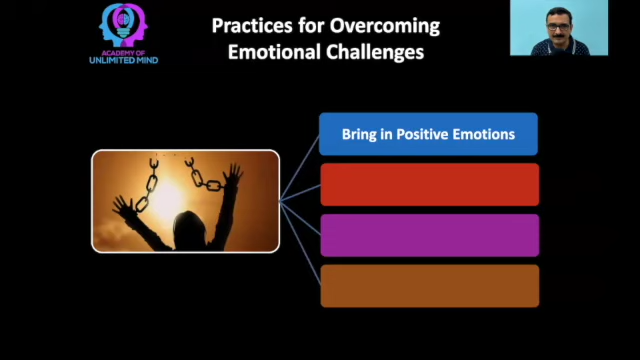 Practices for Overcoming
Emotional Challenges
ACADEMY OF
UNLIMITED MIND
Bring in Positive Emotions